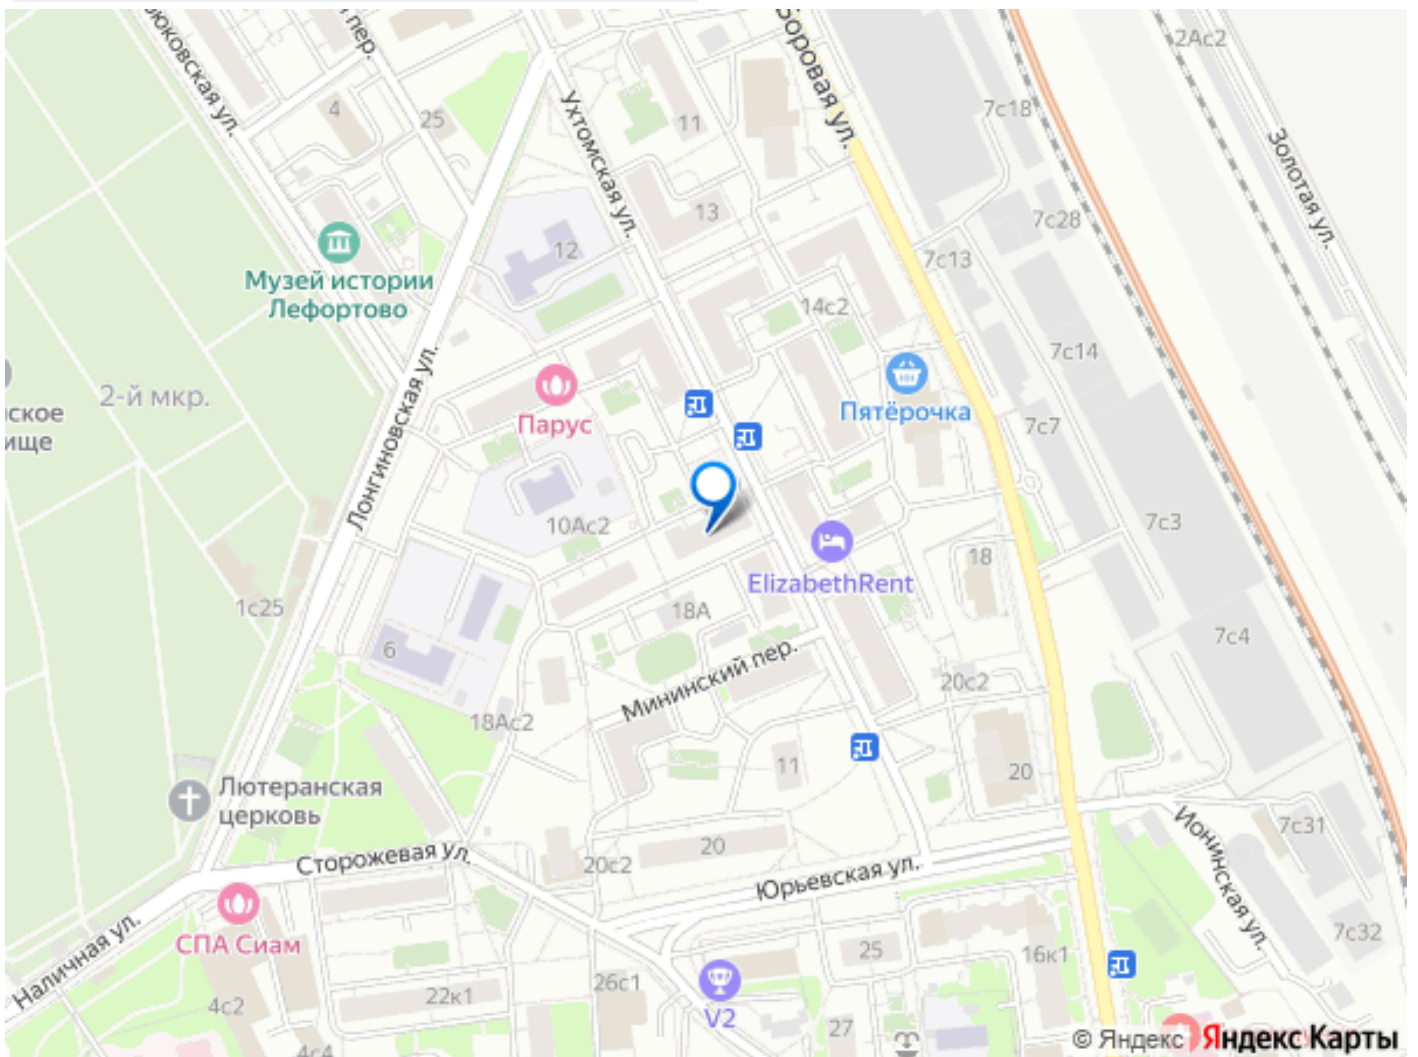 пер.
Боровая ул.
2Ас2
4
25
11
7с18
Ухтомская ул.
Золотая ул.
13
7с28
12
7с13
Музей истории
Лефортово
14с2
7с14
2-й мкр.
Парус
Пятёрочка
7с7
Лонгиновская ул.
10Ас2
7с3
ElizabethRent
18
1с25
18А
7с4
6
Мининский пер.
20с2
18Ас2
11
20
Лютеранская
церковь
Ионинская ул.
7с31
Сторожевая ул.
20с2
20
Юрьевская ул.
СПА Сиам
Наличная ул.
25
16к1
7с32
4с2
22к1
26с1
V2
27
4с4
© Яндекс
Яндекс Карты